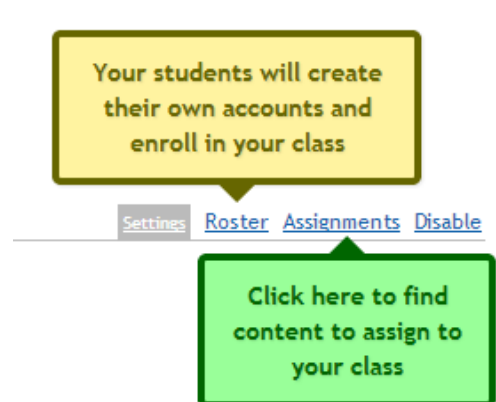 Your students will create
their own accounts and
enroll in your class
Settings Roster Assignments Disable
Click here to find
content to assign to
your class